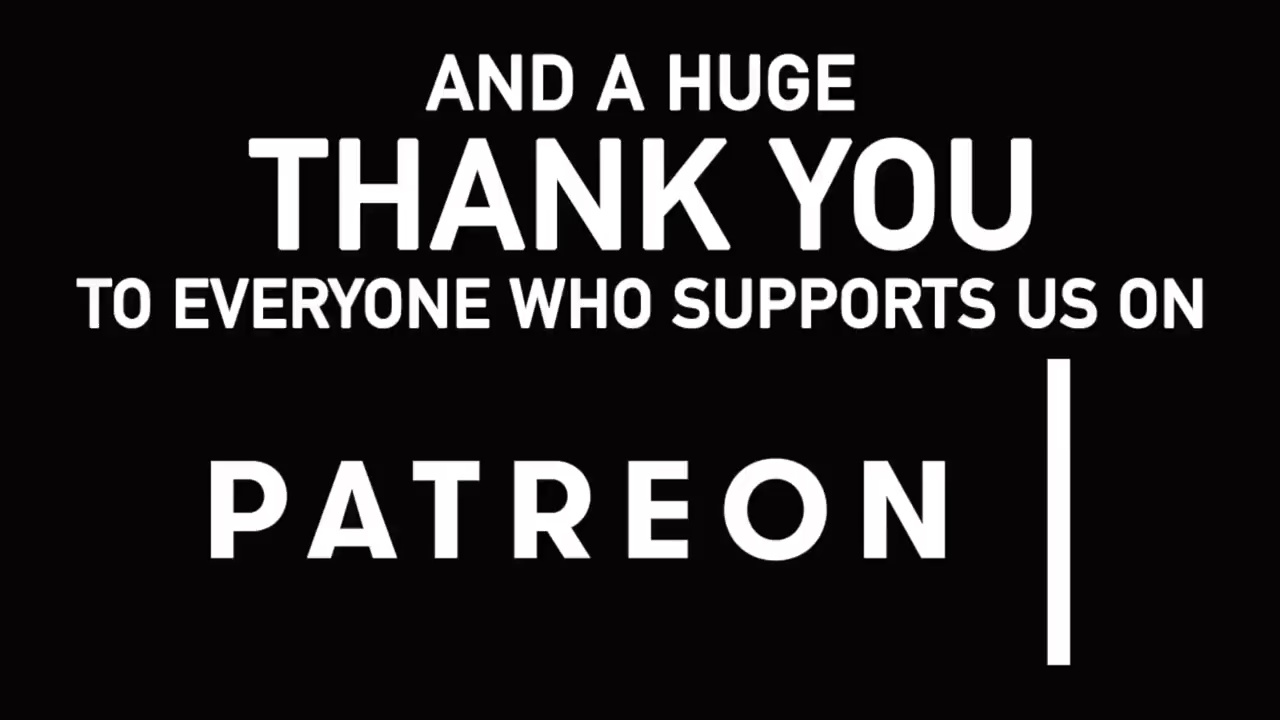 AND A HUGE
THANK YOU
TO EVERYONE WHO SUPPORTS US ON
PATREON